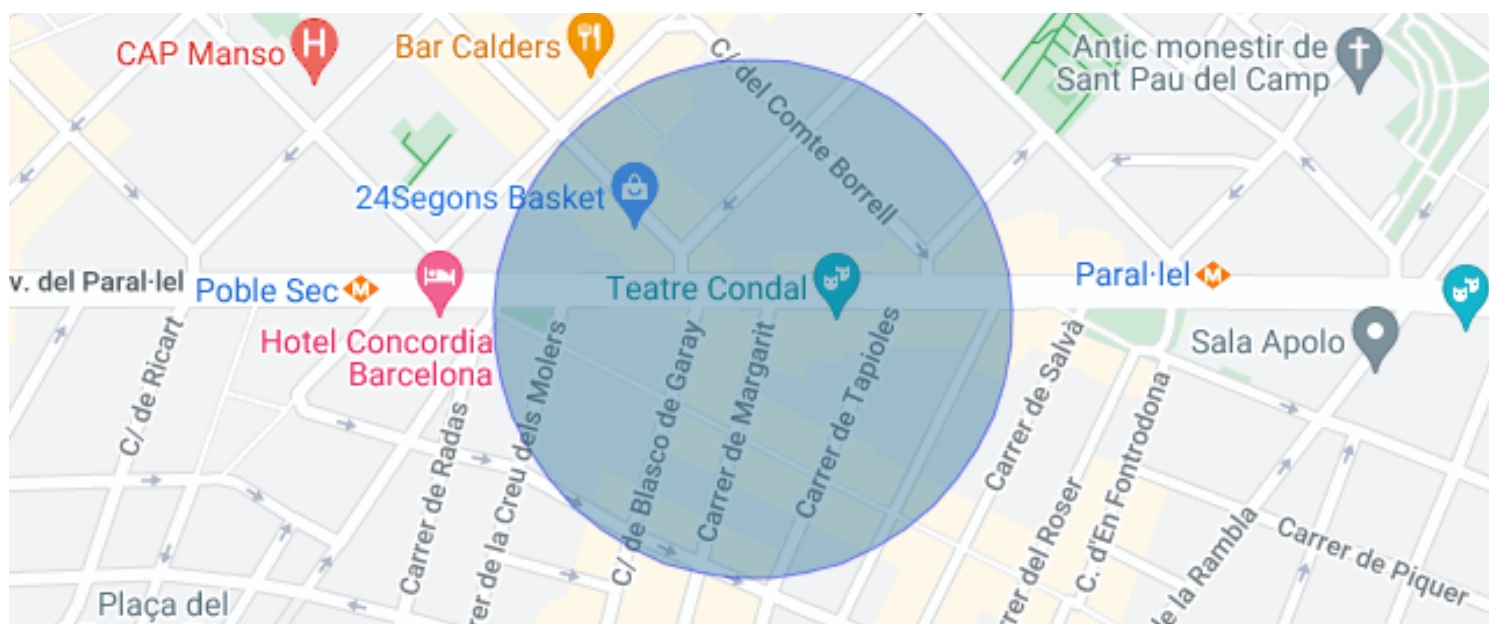 CAP Manso
Bar Calders
C/ del Comte Borrell
Antic monestir de
Sant Pau del Camp
24Segons Basket
v. del Paral·lel
Poble Sec
Teatre Condal
Paral·lel
Hotel Concordia
Barcelona
Sala Apolo
C/ de Ricart
Carrer de Radas
rer de la Creu dels Molers
C/ de Blasco de Garay
Carrer de Margarit
Carrer de Tapioles
Carrer de Salvà
rrer del Roser
C. d'En Fontrodona
de la Rambla
Carrer de Piquer
Plaça del